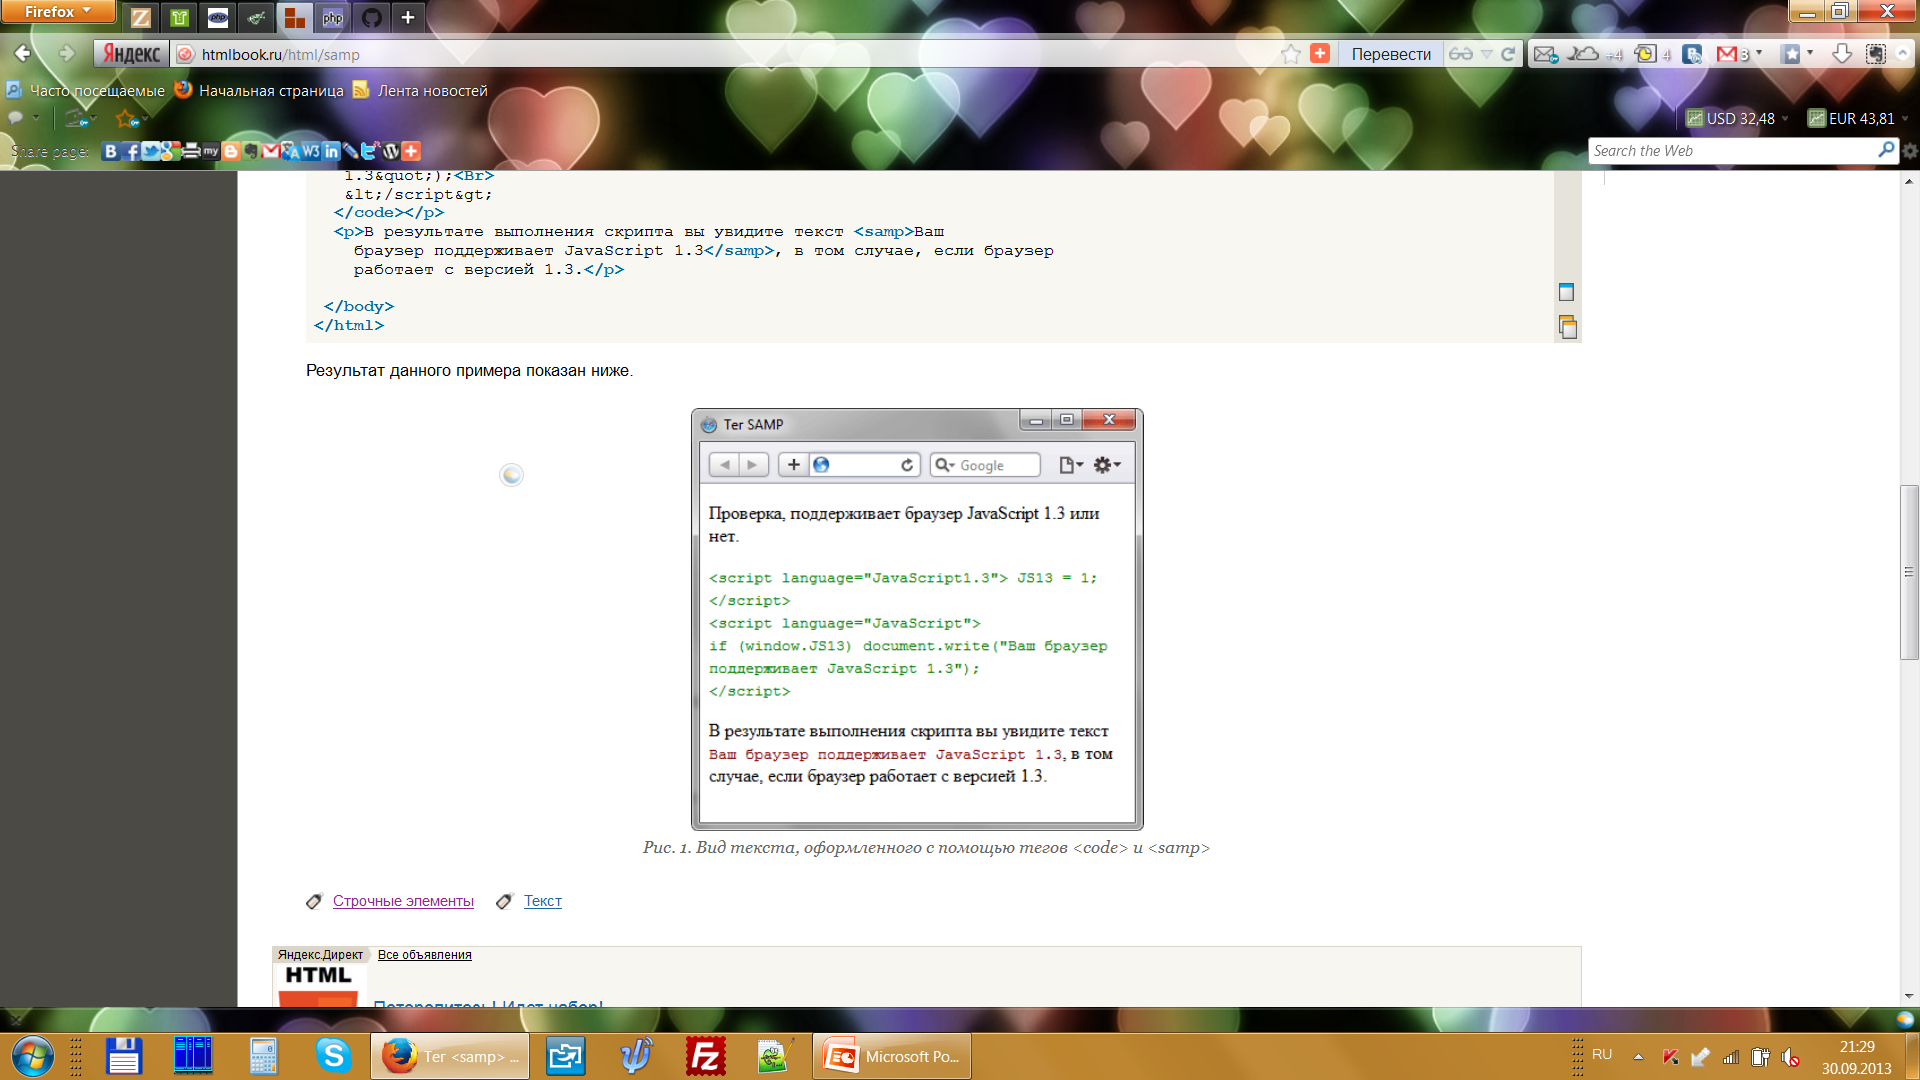 Firefox
Яндекс
htmlbook.ru/html/samp
Перевести
+4
4
3
Часто посещаемые
Начальная страница
Лента новостей
USD 32,48
EUR 43,81
Share page:
Search the Web
1.3&quot;);<Br>
&lt;/script&gt;
</code></p>
<p>В результате выполнения скрипта вы увидите текст <samp>Ваш
браузер поддерживает JavaScript 1.3</samp>, в том случае, если браузер
работает с версией 1.3.</p>
</body>
</html>
Результат данного примера показан ниже.
Тег SAMP
Google
Проверка, поддерживает браузер JavaScript 1.3 или
нет.
<script language="JavaScript1.3"> JS13 = 1;
</script>
<script language="JavaScript">
if (window.JS13) document.write("Ваш браузер
поддерживает JavaScript 1.3");
</script>
В результате выполнения скрипта вы увидите текст
Ваш браузер поддерживает JavaScript 1.3, в том
случае, если браузер работает с версией 1.3.
Рис. 1. Вид текста, оформленного с помощью тегов <code> и <samp>
Строчные элементы
Текст
Яндекс.Директ
Все объявления
HTML
Поторопитесь! Идет набор!
Тег <samp> ...
Microsoft Po...
RU
21:29
30.09.2013